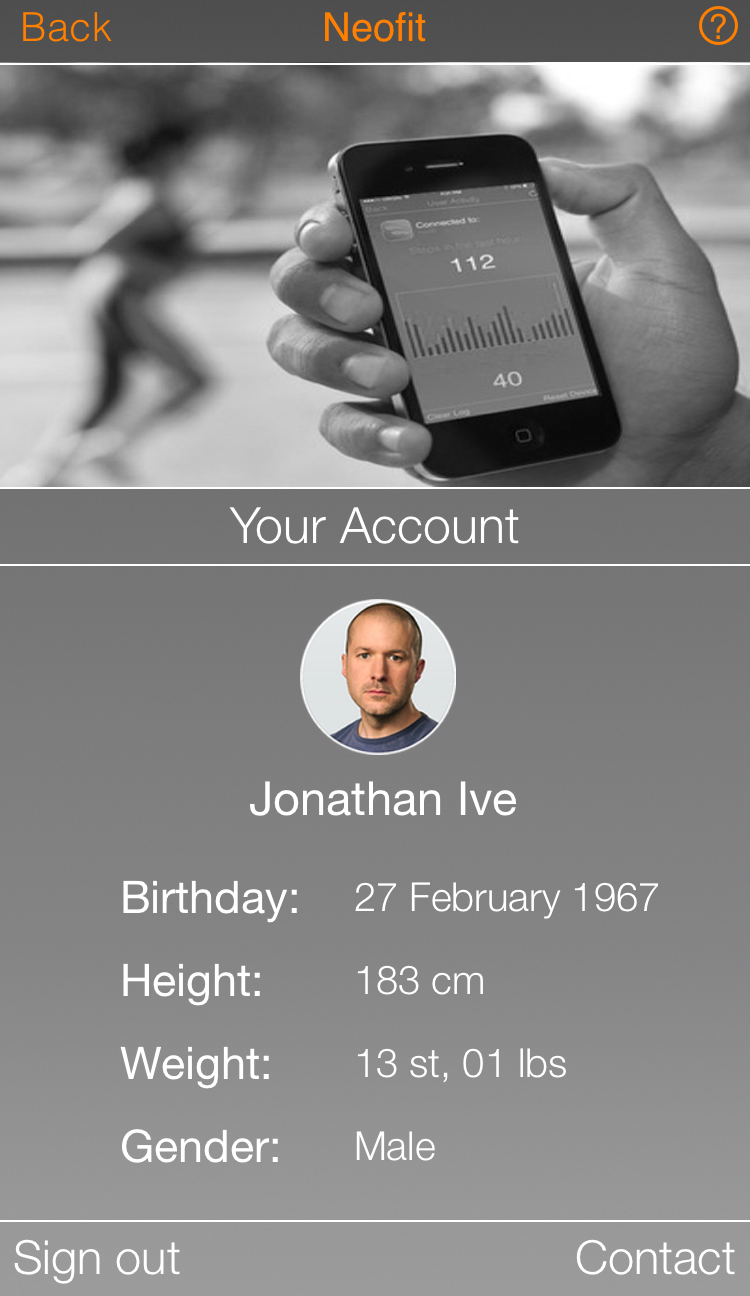 Back Neofit ?
Back User Activity
Connected to:
Steps in the last hour:
112
40
Clear Log Reset Device
Your Account
Jonathan Ive
Birthday: 27 February 1967
Height: 183 cm
Weight: 13 st, 01 lbs
Gender: Male
Sign out Contact